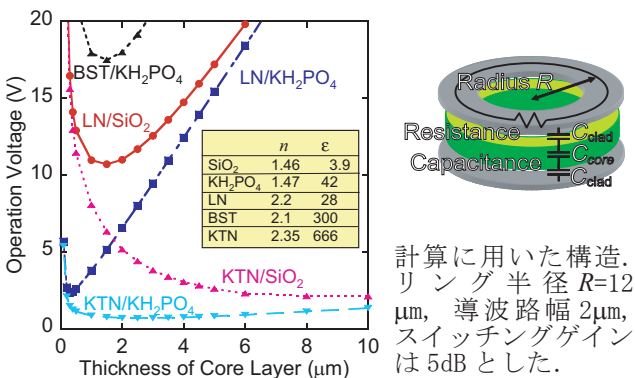 20
15
10
5
0
Operation Voltage (V)
0
2
4
6
8
10
Thickness of Core Layer (μm)
BST/KH2PO4
LN/KH2PO4
LN/SiO2
KTN/SiO2
KTN/KH2PO4
n ε
SiO2 1.46 3.9
KH2PO4 1.47 42
LN 2.2 28
BST 2.1 300
KTN 2.35 666
Radius R
Resistance
Capacitance
Cclad
Ccore
Cclad
計算に用いた構造.
リング半径R=12
μm, 導波路幅2μm,
スイッチングゲイン
は5dBとした.